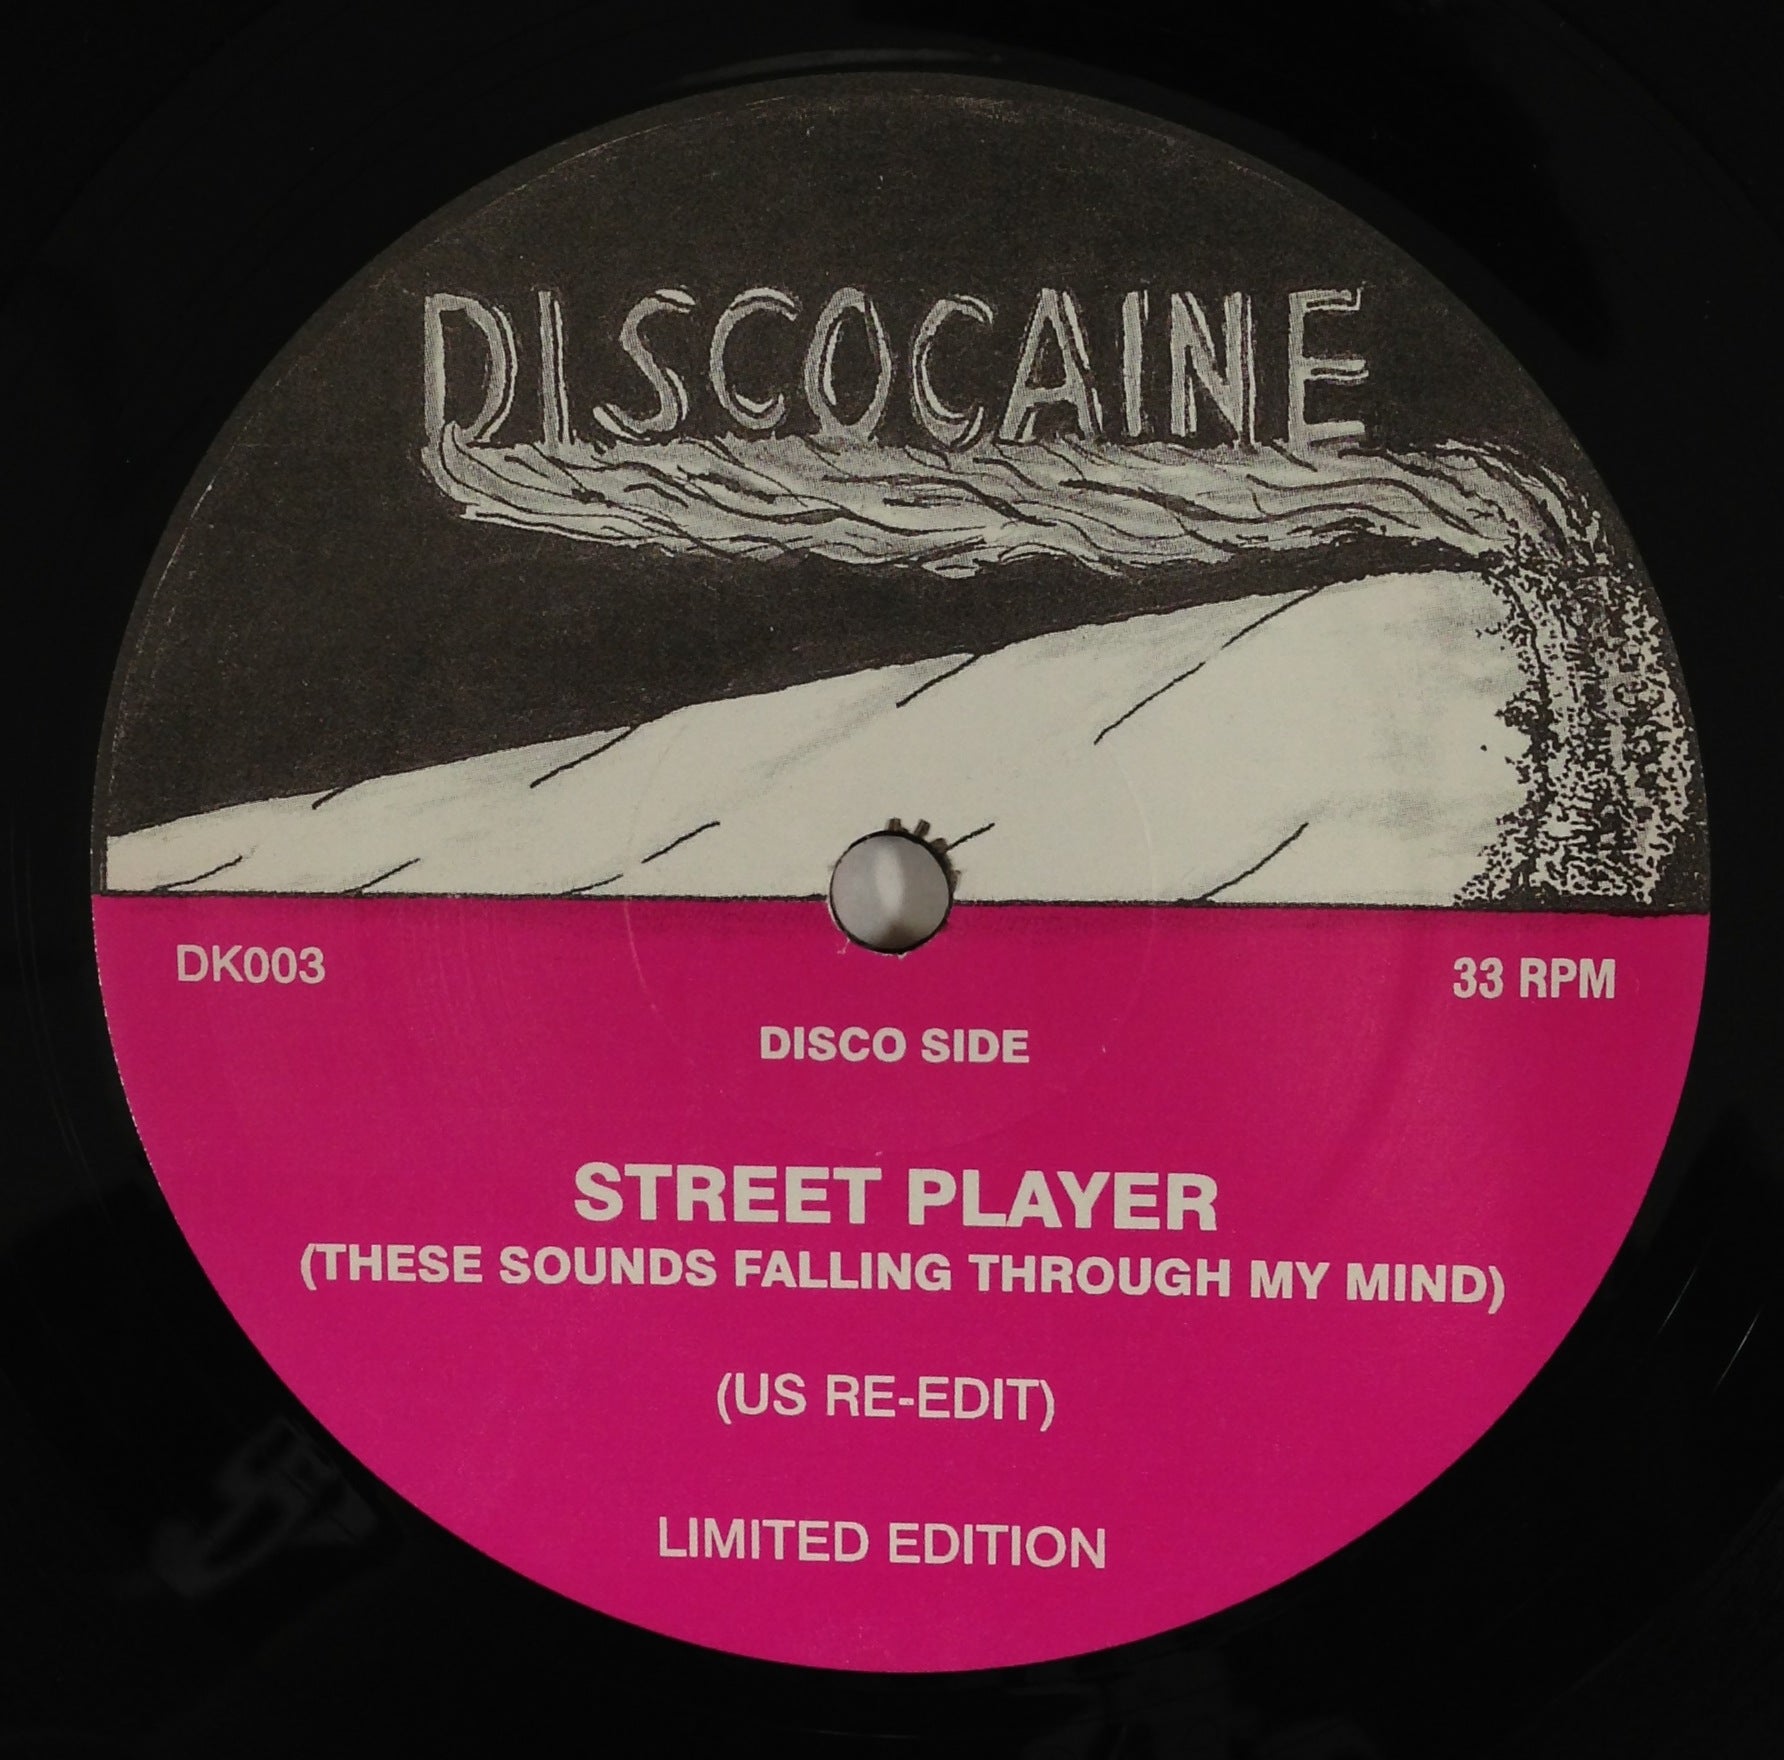 DISCOCAINE
DK003
33 RPM
DISCO SIDE
STREET PLAYER
(THESE SOUNDS FALLING THROUGH MY MIND)
(US RE-EDIT)
LIMITED EDITION